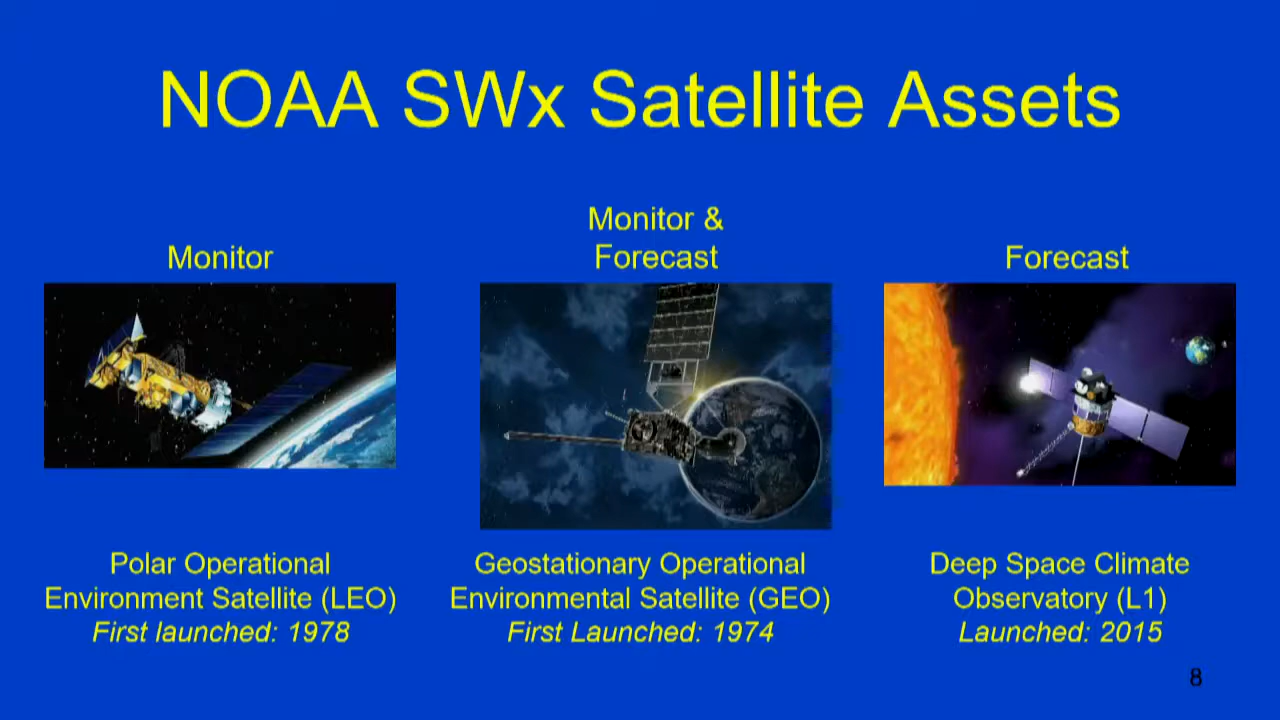 NOAA SWx Satellite Assets
Monitor
Monitor &
Forecast
Forecast
Polar Operational
Environment Satellite (LEO)
First launched: 1978
Geostationary Operational
Environmental Satellite (GEO)
First Launched: 1974
Deep Space Climate
Observatory (L1)
Launched: 2015
8